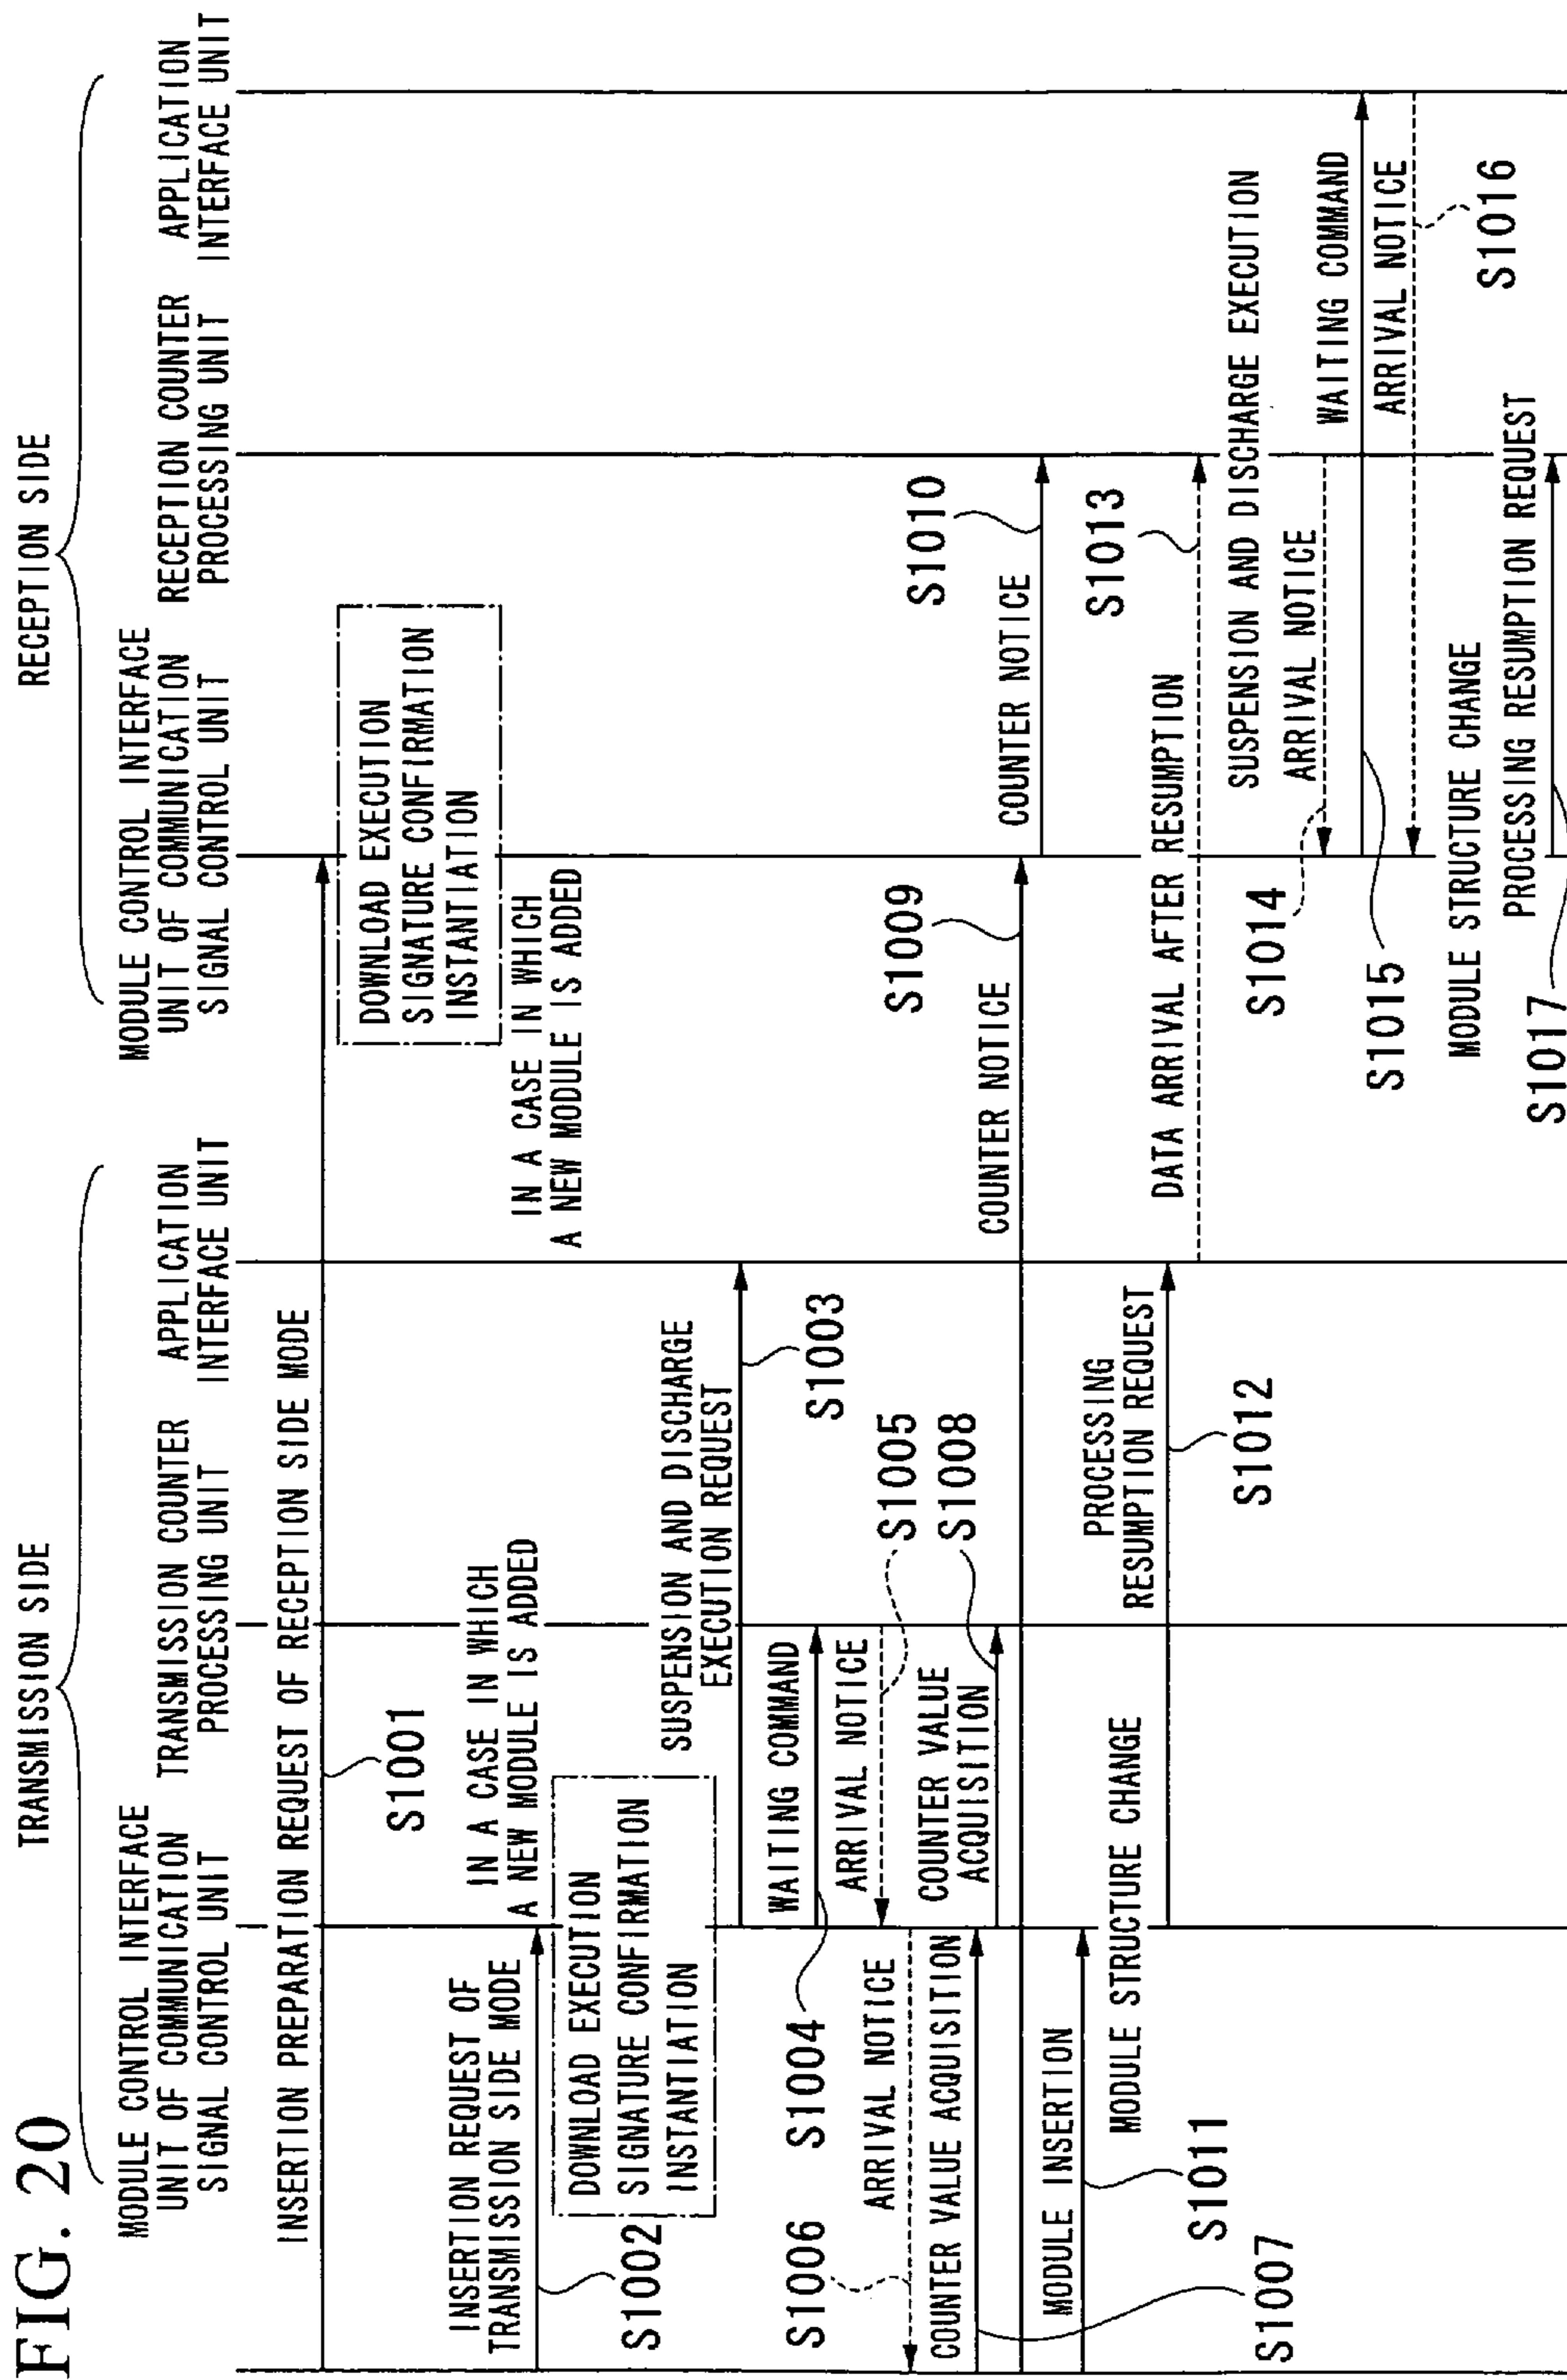 FIG. 20
TRANSMISSION SIDE
RECEPTION SIDE
MODULE CONTROL INTERFACE
UNIT OF COMMUNICATION
SIGNAL CONTROL UNIT
TRANSMISSION COUNTER
PROCESSING UNIT
APPLICATION
INTERFACE UNIT
MODULE CONTROL INTERFACE
UNIT OF COMMUNICATION
SIGNAL CONTROL UNIT
RECEPTION COUNTER
PROCESSING UNIT
APPLICATION
INTERFACE UNIT
INSERTION PREPARATION REQUEST OF RECEPTION SIDE MODE
S1001
DOWNLOAD EXECUTION
SIGNATURE CONFIRMATION
INSTANTIATION
IN A CASE IN WHICH
A NEW MODULE IS ADDED
INSERTION REQUEST OF
TRANSMISSION SIDE MODE
S1002
IN A CASE IN WHICH
A NEW MODULE IS ADDED
DOWNLOAD EXECUTION
SIGNATURE CONFIRMATION
INSTANTIATION
SUSPENSION AND DISCHARGE
EXECUTION REQUEST
S1003
WAITING COMMAND
S1004
ARRIVAL NOTICE
S1005
ARRIVAL NOTICE
S1006
COUNTER VALUE ACQUISITION
S1007
COUNTER VALUE
ACQUISITION
S1008
COUNTER NOTICE
S1009
COUNTER NOTICE
S1010
MODULE INSERTION
S1011
MODULE STRUCTURE CHANGE
PROCESSING
RESUMPTION REQUEST
S1012
DATA ARRIVAL AFTER RESUMPTION
S1013
SUSPENSION AND DISCHARGE EXECUTION
ARRIVAL NOTICE
S1014
WAITING COMMAND
S1015
ARRIVAL NOTICE
S1016
MODULE STRUCTURE CHANGE
PROCESSING RESUMPTION REQUEST
S1017